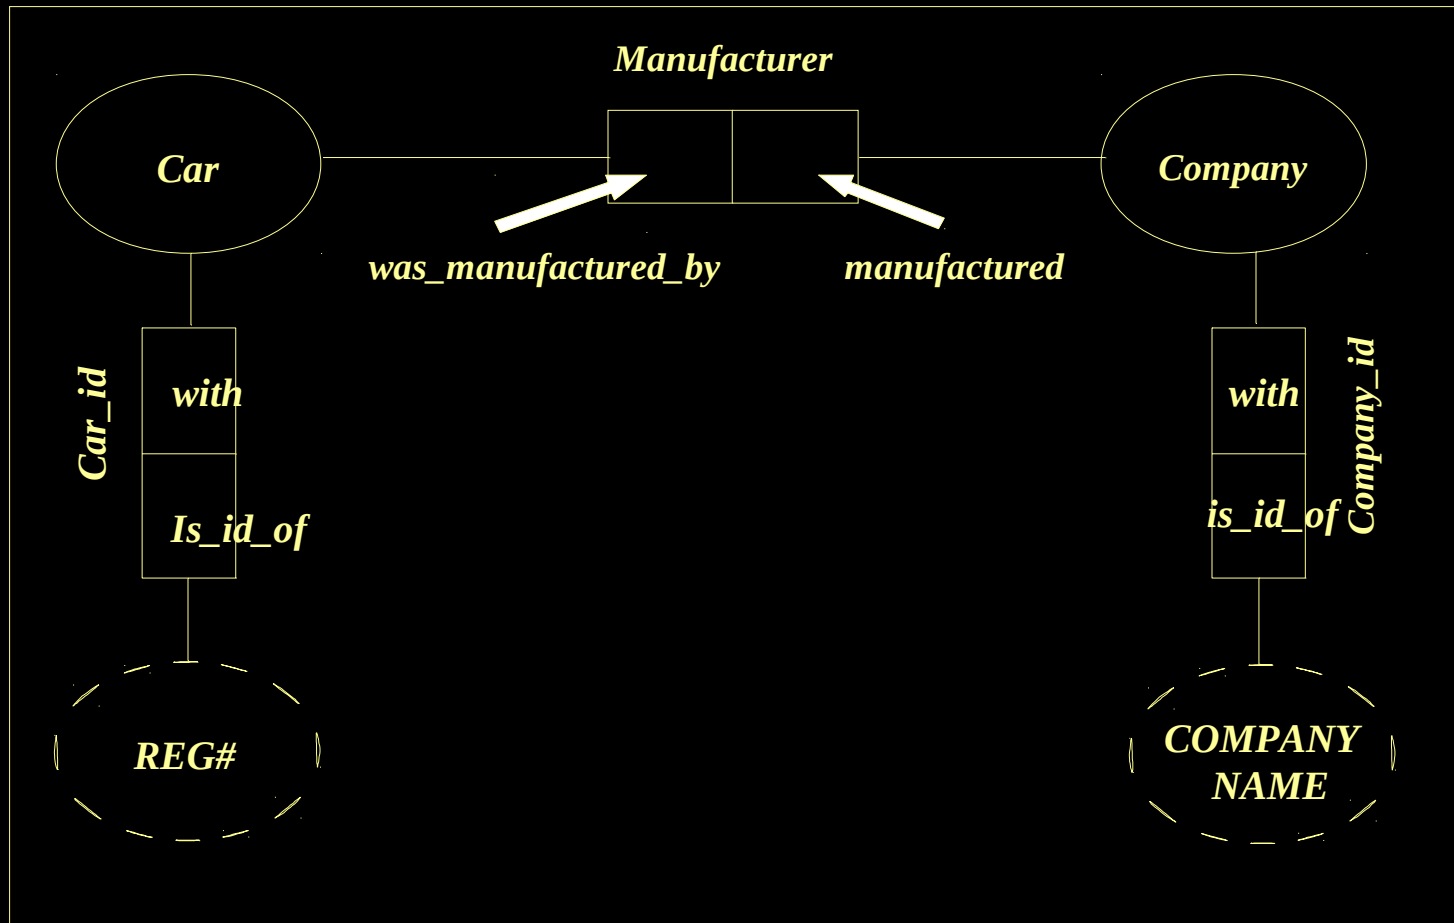 Manufacturer
Car
Company
was_manufactured_by
manufactured
Car_id
with
Is_id_of
with
is_id_of
Company_id
REG#
COMPANY
NAME